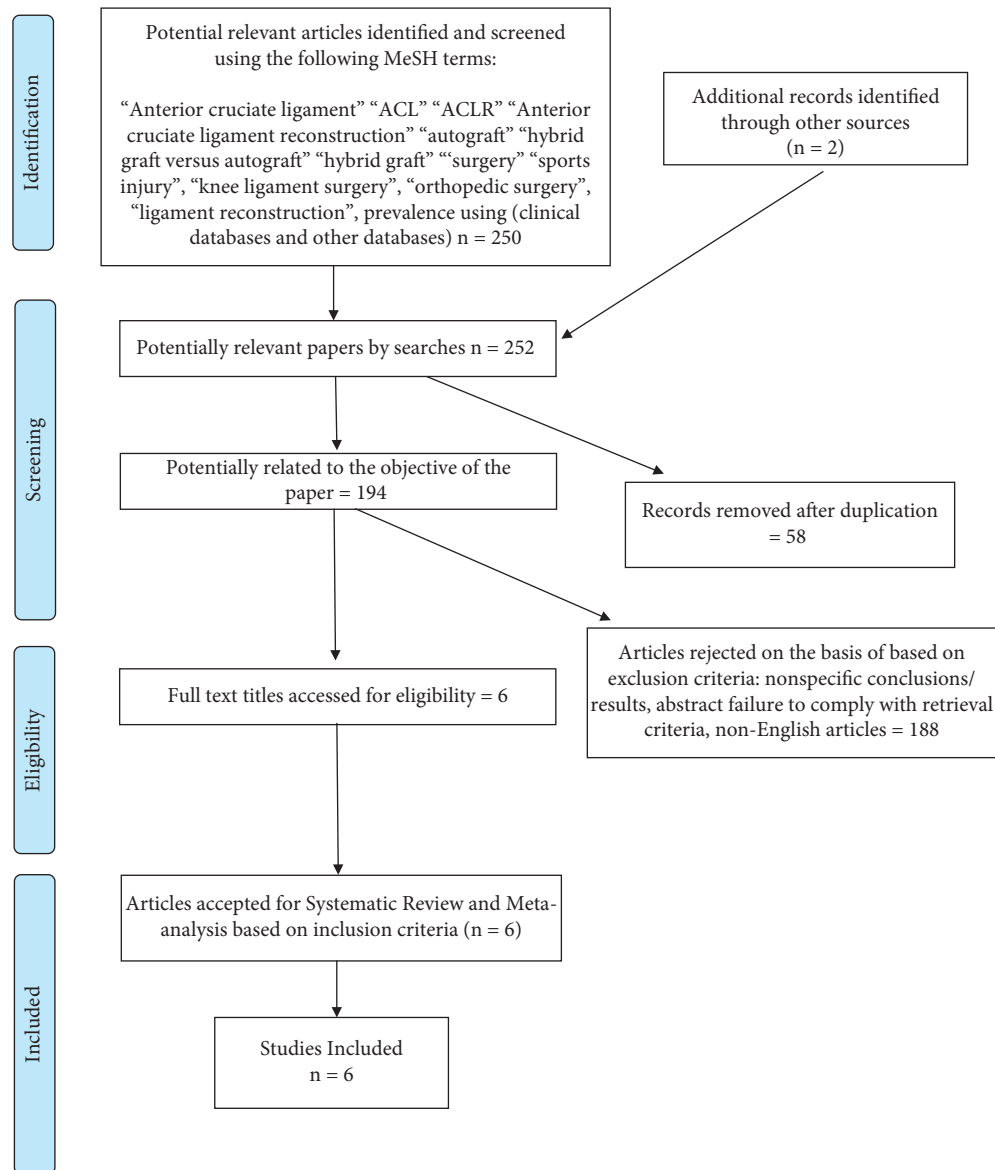 Identification
Potential relevant articles identified and screened
using the following MeSH terms:
“Anterior cruciate ligament” “ACL” “ACLR” “Anterior
cruciate ligament reconstruction” “autograft” “hybrid
graft versus autograft” “hybrid graft” “‘surgery” “sports
injury”, “knee ligament surgery”, “orthopedic surgery”,
“ligament reconstruction”, prevalence using (clinical
databases and other databases) n = 250
Additional records identified
through other sources
(n = 2)
Screening
Potentially relevant papers by searches n = 252
Potentially related to the objective of the
paper = 194
Records removed after duplication
= 58
Eligibility
Full text titles accessed for eligibility = 6
Articles rejected on the basis of based on
exclusion criteria: nonspecific conclusions/
results, abstract failure to comply with retrieval
criteria, non-English articles = 188
Included
Articles accepted for Systematic Review and Meta-
analysis based on inclusion criteria (n = 6)
Studies Included
n = 6